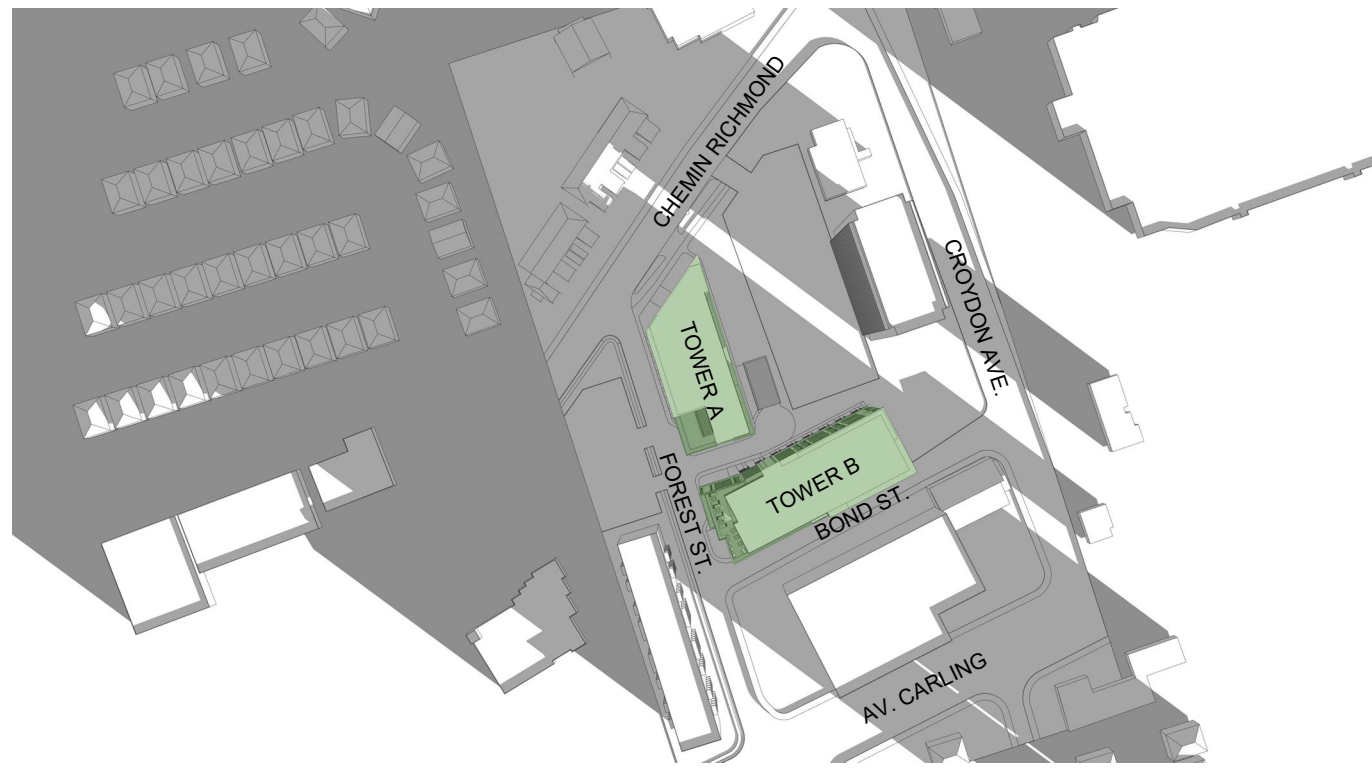 CHEMIN RICHMOND
CROYDON AVE.
TOWER A
TOWER B
FOREST ST.
BOND ST.
AV. CARLING